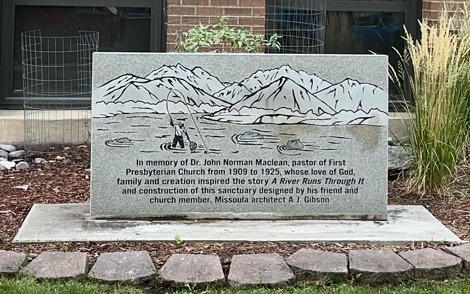 In memory of Dr. John Norman Maclean, pastor of First
Presbyterian Church from 1909 to 1925, whose love of God,
family and creation inspired the story A River Runs Through It
and construction of this sanctuary designed by his friend and
church member, Missoula architect A J. Gibson